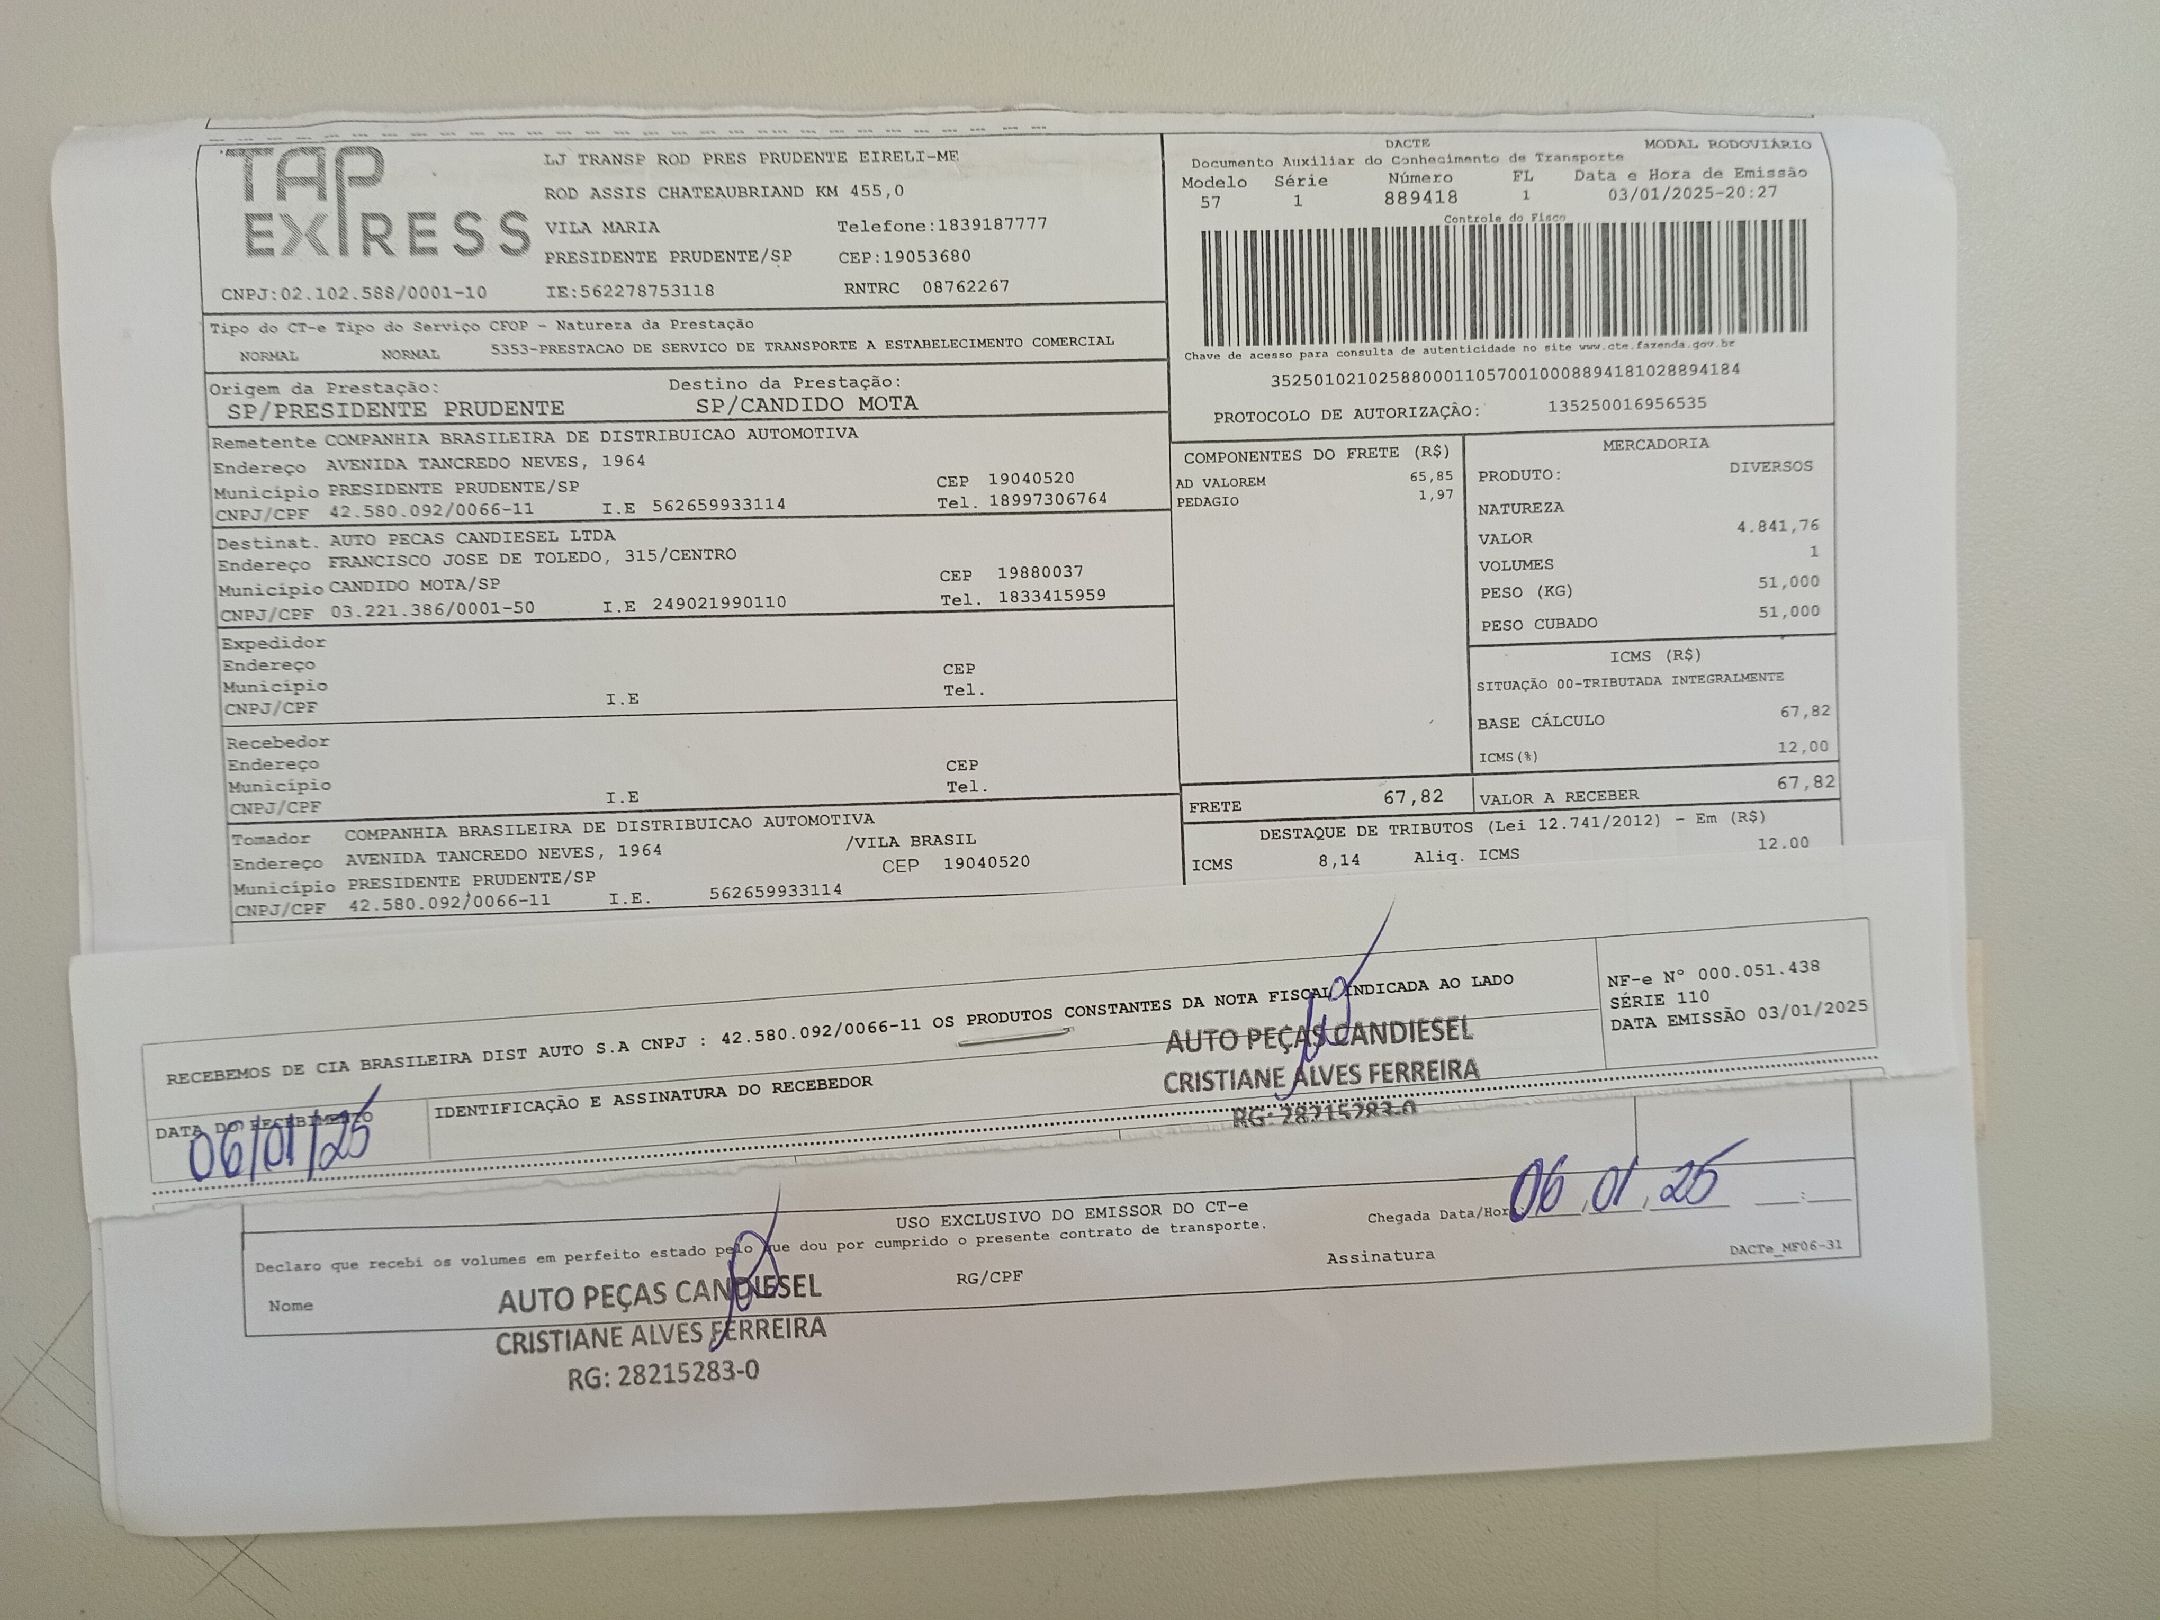 TAP EXPRESS
LJ TRANSP ROD PRES PRUDENTE EIRELI-ME
ROD ASSIS CHATEAUBRIAND KM 455,0
VILA MARIA Telefone:1839187777
PRESIDENTE PRUDENTE/SP CEP:19053680
CNPJ:02.102.588/0001-10 IE:562278753118 RNTRC 08762267
DACTE MODAL RODOVIÁRIO
Documento Auxiliar do Conhecimento de Transporte
Modelo Série Número FL Data e Hora de Emissão
57 1 889418 1 03/01/2025-20:27
Controle do Fisco
Chave de acesso para consulta de autenticidade no site www.cte.fazenda.gov.br
35250102102588000110570010008894181028894184
PROTOCOLO DE AUTORIZAÇÃO: 135250016956535
Tipo do CT-e Tipo do Serviço CFOP - Natureza da Prestação
NORMAL NORMAL 5353-PRESTACAO DE SERVICO DE TRANSPORTE A ESTABELECIMENTO COMERCIAL
Origem da Prestação: Destino da Prestação:
SP/PRESIDENTE PRUDENTE SP/CANDIDO MOTA
Remetente COMPANHIA BRASILEIRA DE DISTRIBUICAO AUTOMOTIVA
Endereço AVENIDA TANCREDO NEVES, 1964
Município PRESIDENTE PRUDENTE/SP CEP 19040520
CNPJ/CPF 42.580.092/0066-11 I.E 562659933114 Tel. 18997306764
Destinat. AUTO PECAS CANDIESEL LTDA
Endereço FRANCISCO JOSE DE TOLEDO, 315/CENTRO
Município CANDIDO MOTA/SP CEP 19880037
CNPJ/CPF 03.221.386/0001-50 I.E 249021990110 Tel. 1833415959
Expedidor
Endereço
Município CEP
CNPJ/CPF I.E Tel.
Recebedor
Endereço
Município CEP
CNPJ/CPF I.E Tel.
Tomador COMPANHIA BRASILEIRA DE DISTRIBUICAO AUTOMOTIVA
Endereço AVENIDA TANCREDO NEVES, 1964 /VILA BRASIL
Município PRESIDENTE PRUDENTE/SP CEP 19040520
CNPJ/CPF 42.580.092/0066-11 I.E. 562659933114
COMPONENTES DO FRETE (R$)
AD VALOREM 65,85
PEDAGIO 1,97
MERCADORIA
PRODUTO: DIVERSOS
NATUREZA
VALOR 4.841,76
VOLUMES 1
PESO (KG) 51,000
PESO CUBADO 51,000
ICMS (R$)
SITUAÇÃO 00-TRIBUTADA INTEGRALMENTE
BASE CÁLCULO 67,82
ICMS(%) 12,00
FRETE 67,82 VALOR A RECEBER 67,82
DESTAQUE DE TRIBUTOS (Lei 12.741/2012) - Em (R$)
ICMS 8,14 Aliq. ICMS 12.00
RECEBEMOS DE CIA BRASILEIRA DIST AUTO S.A CNPJ : 42.580.092/0066-11 OS PRODUTOS CONSTANTES DA NOTA FISCAL INDICADA AO LADO
NF-e Nº 000.051.438
SÉRIE 110
DATA EMISSÃO 03/01/2025
DATA DO RECEBIMENTO IDENTIFICAÇÃO E ASSINATURA DO RECEBEDOR
06/01/25
AUTO PEÇAS CANDIESEL
CRISTIANE ALVES FERREIRA
RG: 28215283-0
USO EXCLUSIVO DO EMISSOR DO CT-e
Declaro que recebi os volumes em perfeito estado pelo que dou por cumprido o presente contrato de transporte.
Chegada Data/Hora: 06 01 25
Nome RG/CPF Assinatura
DACTe_MF06-31
AUTO PEÇAS CANDIESEL
CRISTIANE ALVES FERREIRA
RG: 28215283-0